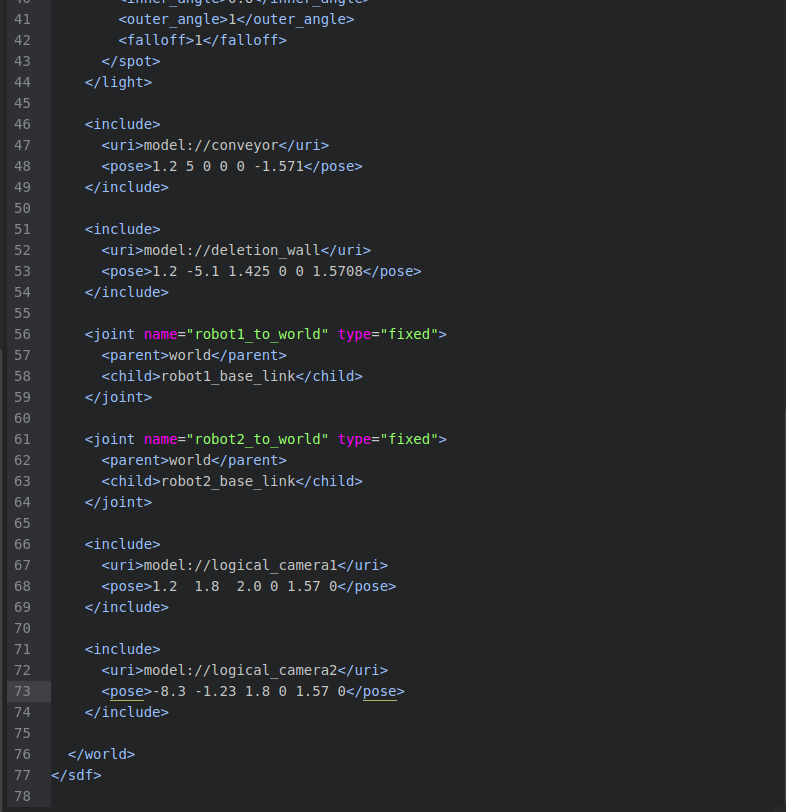 40         <inner_angle>0.6</inner_angle>
41         <outer_angle>1</outer_angle>
42         <falloff>1</falloff>
43       </spot>
44     </light>
45
46     <include>
47       <uri>model://conveyor</uri>
48       <pose>1.2 5 0 0 0 -1.571</pose>
49     </include>
50
51     <include>
52       <uri>model://deletion_wall</uri>
53       <pose>1.2 -5.1 1.425 0 0 1.5708</pose>
54     </include>
55
56     <joint name="robot1_to_world" type="fixed">
57       <parent>world</parent>
58       <child>robot1_base_link</child>
59     </joint>
60
61     <joint name="robot2_to_world" type="fixed">
62       <parent>world</parent>
63       <child>robot2_base_link</child>
64     </joint>
65
66     <include>
67       <uri>model://logical_camera1</uri>
68       <pose>1.2  1.8  2.0 0 1.57 0</pose>
69     </include>
70
71     <include>
72       <uri>model://logical_camera2</uri>
73       <pose>-8.3 -1.23 1.8 0 1.57 0</pose>
74     </include>
75
76   </world>
77 </sdf>
78